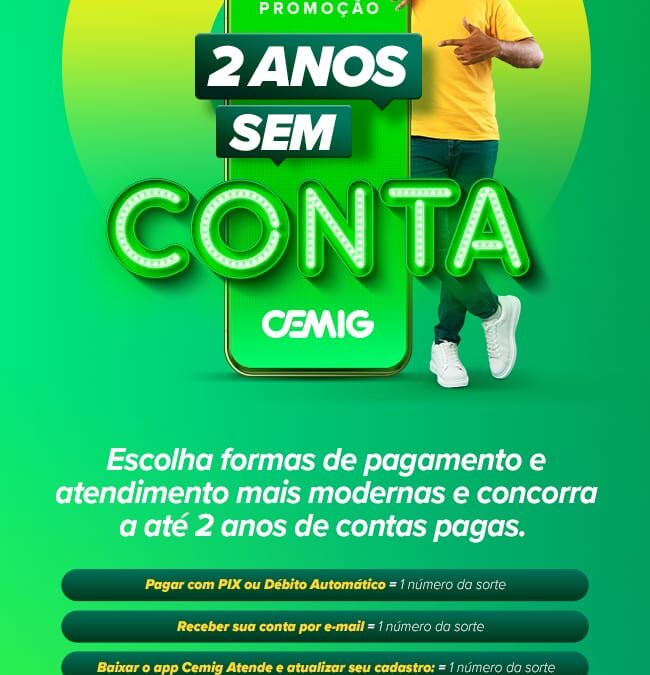 PROMOÇÃO
2 ANOS
SEM
CONTA
CEMIG
Escolha formas de pagamento e
atendimento mais modernas e concorra
a até 2 anos de contas pagas.
Pagar com PIX ou Débito Automático = 1 número da sorte
Receber sua conta por e-mail = 1 número da sorte
Baixar o app Cemig Atende e atualizar seu cadastro: = 1 número da sorte